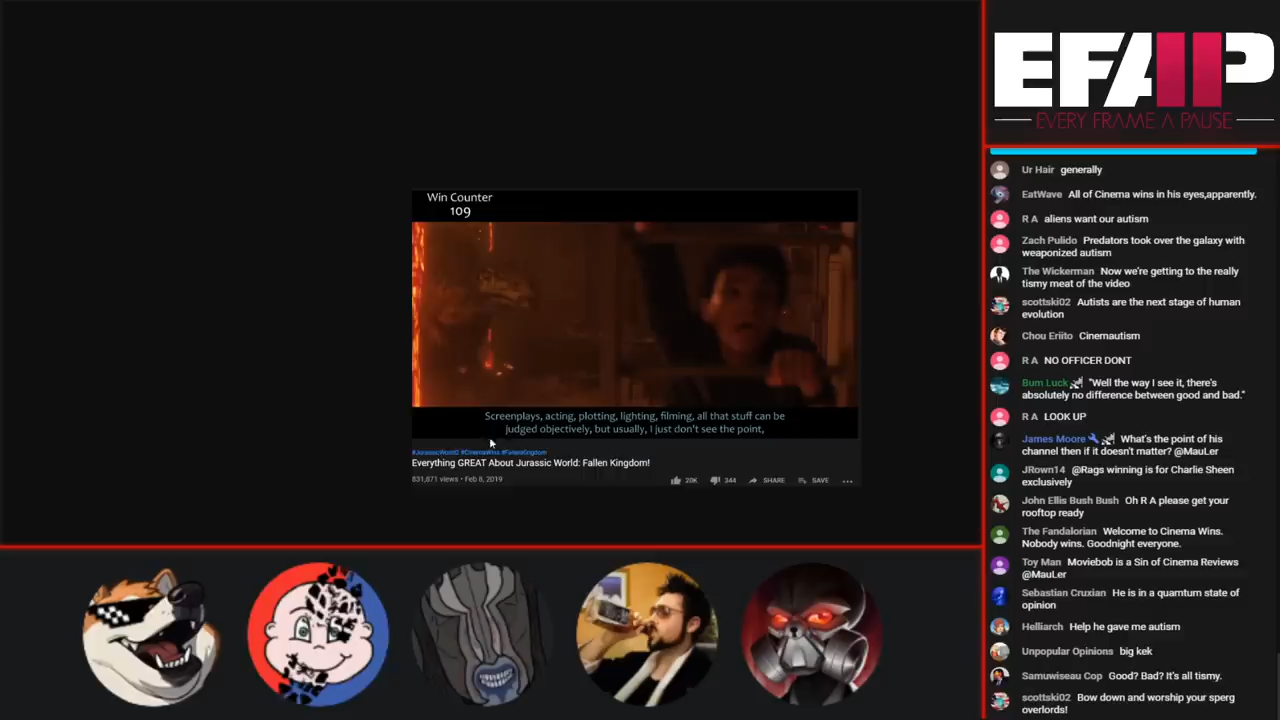 EFAP
EVERY FRAME A PAUSE
Win Counter
109
Screenplays, acting, plotting, lighting, filming, all that stuff can be
judged objectively, but usually, I just don't see the point,
#JurassicWorld2 #CinemaWins #FallenKingdom
Everything GREAT About Jurassic World: Fallen Kingdom!
831,871 views • Feb 8, 2019
20K 344 SHARE SAVE ...
Ur Hair generally
EatWave All of Cinema wins in his eyes,apparently.
R A aliens want our autism
Zach Pulido Predators took over the galaxy with
weaponized autism
The Wickerman Now we're getting to the really
tismy meat of the video
scottski02 Autists are the next stage of human
evolution
Chou Eriito Cinemautism
R A NO OFFICER DONT
Bum Luck "Well the way I see it, there's
absolutely no difference between good and bad."
R A LOOK UP
James Moore What's the point of his
channel then if it doesn't matter? @MauLer
JRown14 @Rags winning is for Charlie Sheen
exclusively
John Ellis Bush Bush Oh R A please get your
rooftop ready
The Fandalorian Welcome to Cinema Wins.
Nobody wins. Goodnight everyone.
Toy Man Moviebob is a Sin of Cinema Reviews
@MauLer
Sebastian Cruxian He is in a quamtum state of
opinion
Helliarch Help he gave me autism
Unpopular Opinions big kek
Samuwiseau Cop Good? Bad? It's all tismy.
scottski02 Bow down and worship your sperg
overlords!